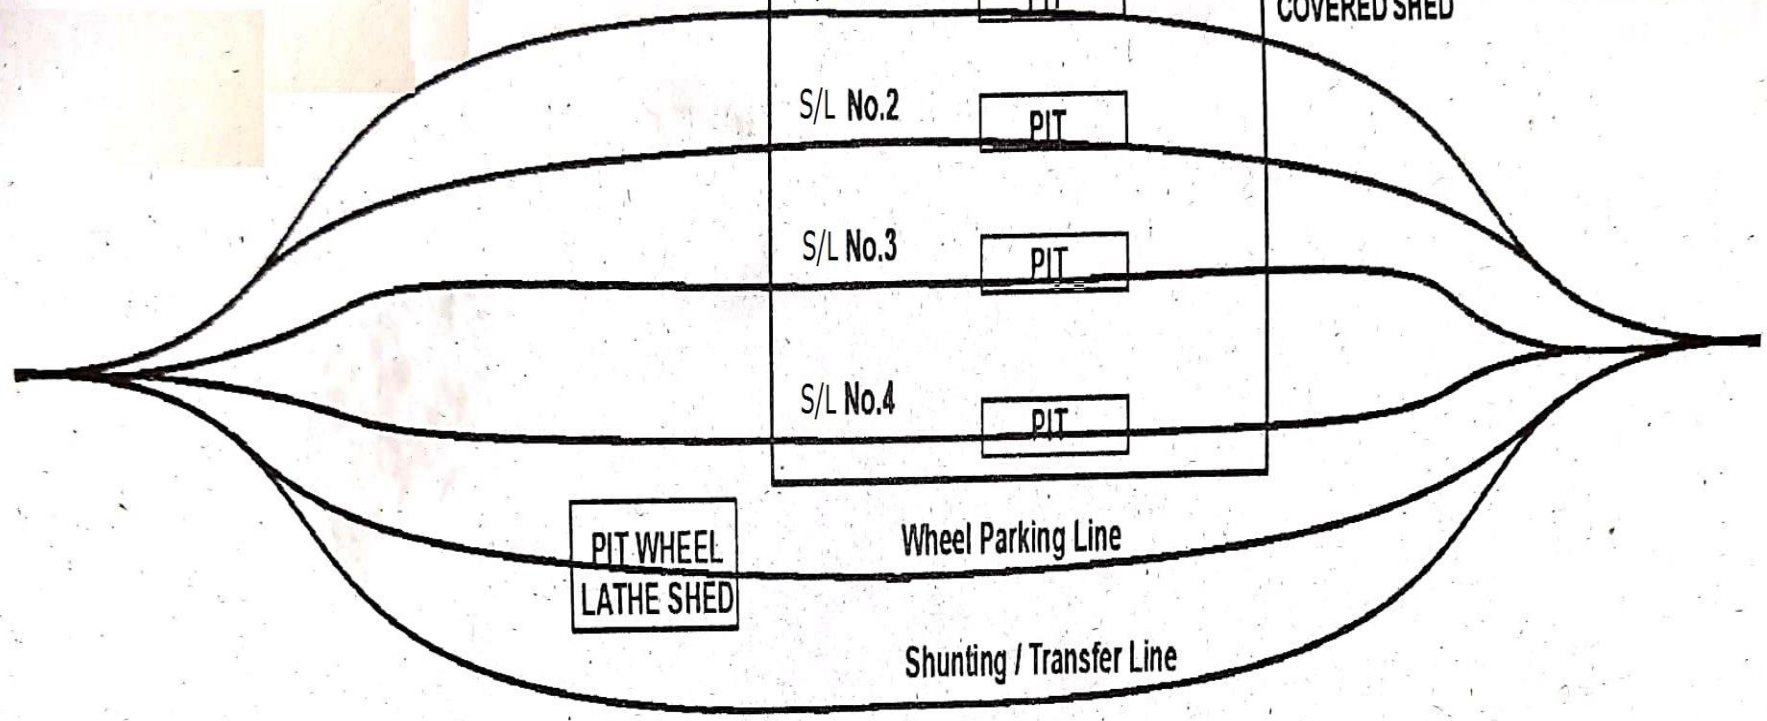 COVERED SHED
S/L No.2
PIT
S/L No.3
PIT
S/L No.4
PIT
PIT WHEEL
LATHE SHED
Wheel Parking Line
Shunting / Transfer Line